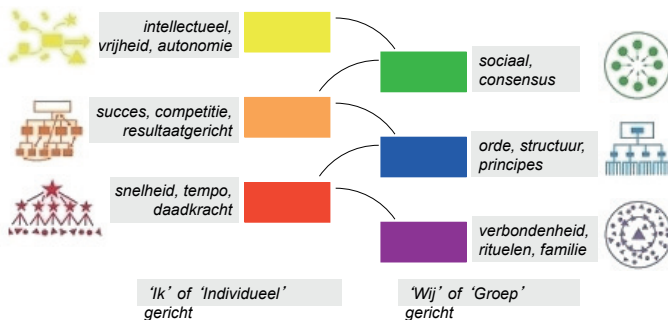 intellectueel,
vrijheid, autonomie
sociaal,
consensus
succes, competitie,
resultaatgericht
orde, structuur,
principes
snelheid, tempo,
daadkracht
verbondenheid,
rituelen, familie
‘Ik’ of ‘Individueel’
gericht
‘Wij’ of ‘Groep’
gericht